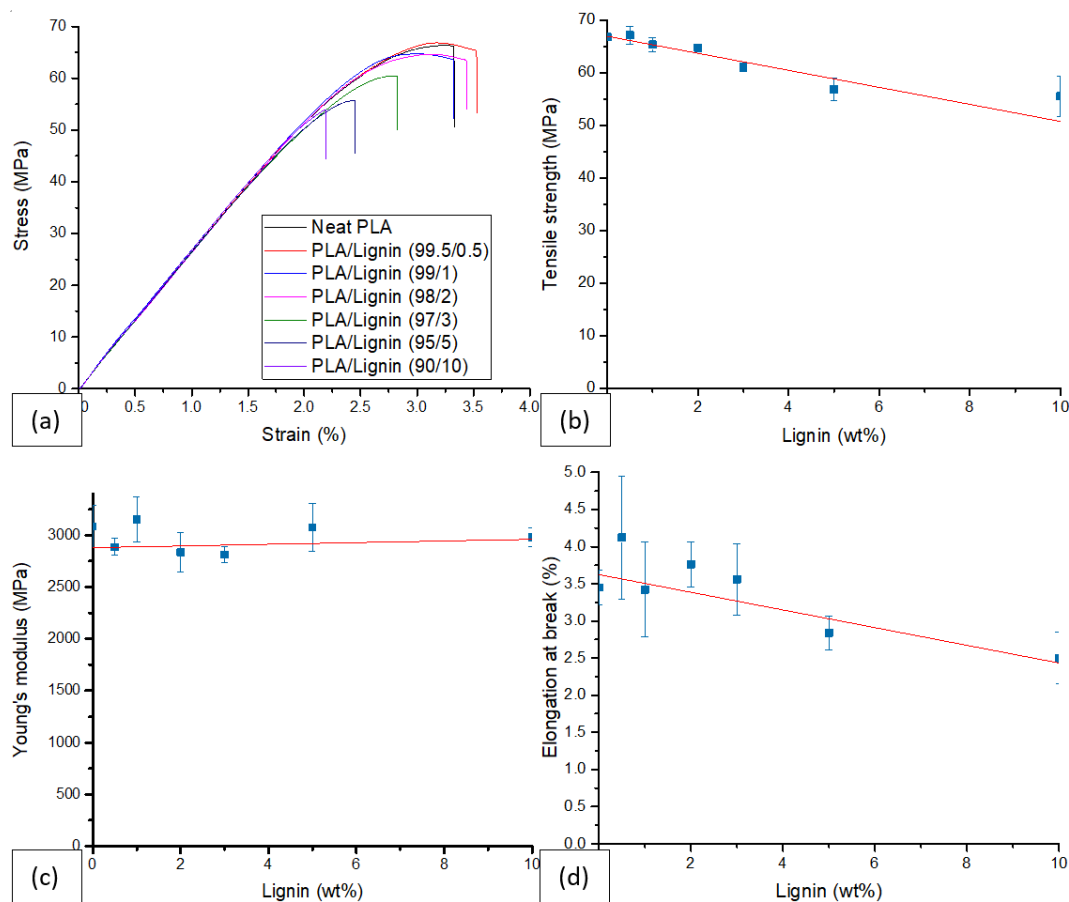 70
60
50
40
30
20
10
0
Stress (MPa)
Neat PLA
PLA/Lignin (99.5/0.5)
PLA/Lignin (99/1)
PLA/Lignin (98/2)
PLA/Lignin (97/3)
PLA/Lignin (95/5)
PLA/Lignin (90/10)
0.5 1.0 1.5 2.0 2.5 3.0 3.5 4.0
Strain (%)
(a)
70
60
50
40
30
20
10
0
Tensile strength (MPa)
2 4 6 8 10
Lignin (wt%)
(b)
3000
2500
2000
1500
1000
500
0
Young's modulus (MPa)
0 2 4 6 8 10
Lignin (wt%)
(c)
5.0
4.5
4.0
3.5
3.0
2.5
2.0
1.5
1.0
0.5
0.0
Elongation at break (%)
2 4 6 8 10
Lignin (wt%)
(d)